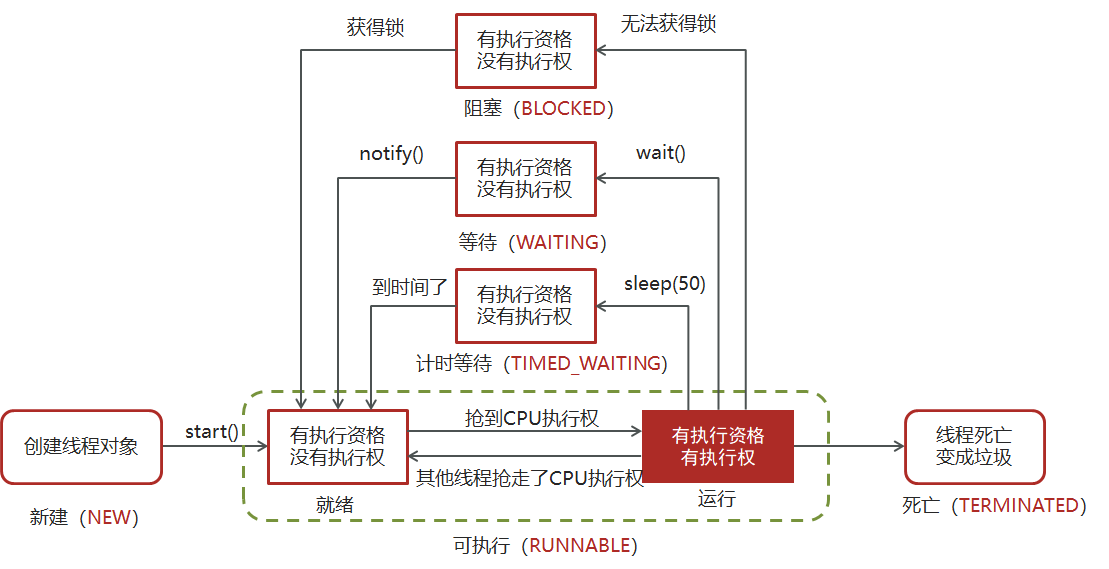 获得锁
有执行资格
没有执行权
无法获得锁
阻塞（BLOCKED）
notify()
有执行资格
没有执行权
wait()
等待（WAITING）
到时间了
有执行资格
没有执行权
sleep(50)
计时等待（TIMED_WAITING）
创建线程对象
start()
有执行资格
没有执行权
抢到CPU执行权
其他线程抢走了CPU执行权
有执行资格
有执行权
线程死亡
变成垃圾
新建（NEW）
就绪
运行
死亡（TERMINATED）
可执行（RUNNABLE）